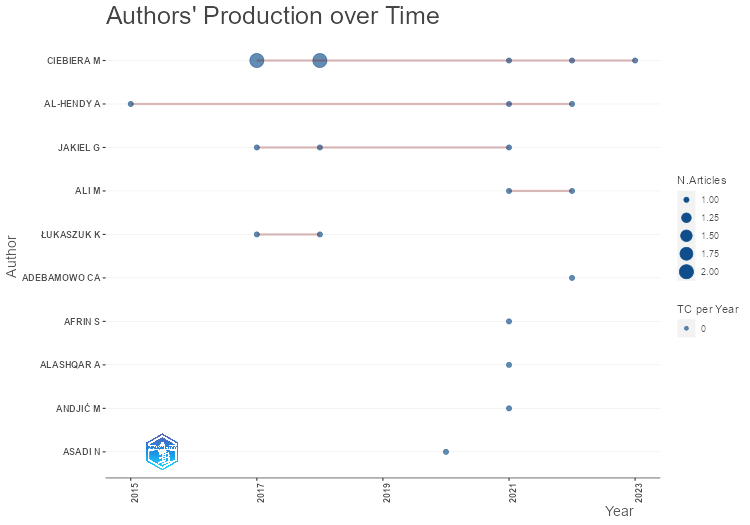 Authors' Production over Time
CIEBIERA M
AL-HENDY A
JAKIEL G
ALI M
ŁUKASZUK K
ADEBAMOWO CA
AFRIN S
ALASHQAR A
ANDJIĆ M
ASADI N
Author
2015
2017
2019
2021
2023
Year
N.Articles
1.00
1.25
1.50
1.75
2.00
TC per Year
0